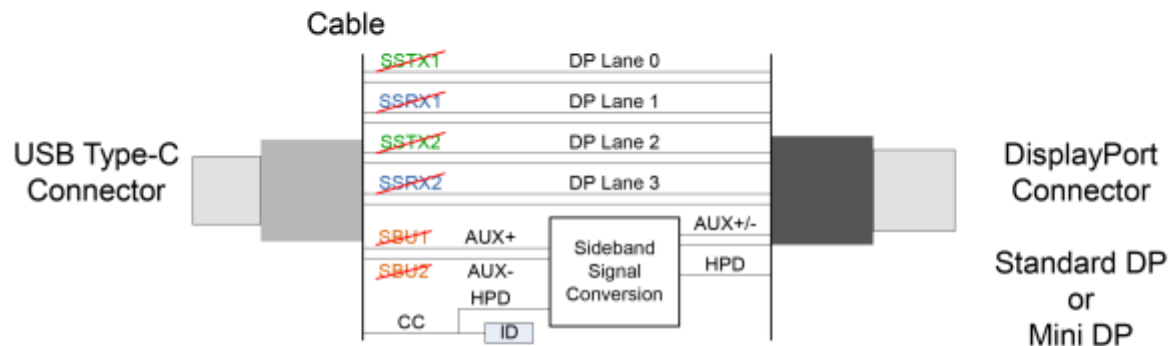 Cable
SSTX1 DP Lane 0
SSRX1 DP Lane 1
SSTX2 DP Lane 2
SSRX2 DP Lane 3
USB Type-C
Connector
DisplayPort
Connector
SBU1 AUX+
SBU2 AUX-
HPD
CC
ID
Sideband
Signal
Conversion
AUX+/-
HPD
Standard DP
or
Mini DP